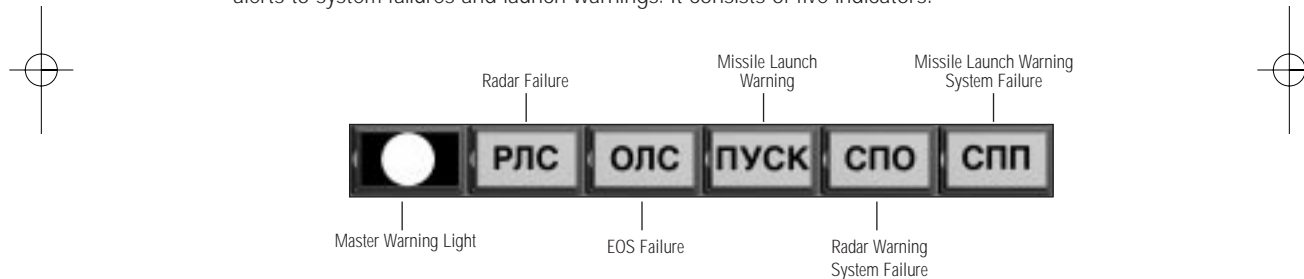 alerts to system failures and launch warnings. It consists of five indicators:
Missile Launch
Warning
Missile Launch Warning
System Failure
Radar Failure
РЛС
ОЛС
ПУСК
СПО
СПП
Master Warning Light
EOS Failure
Radar Warning
System Failure